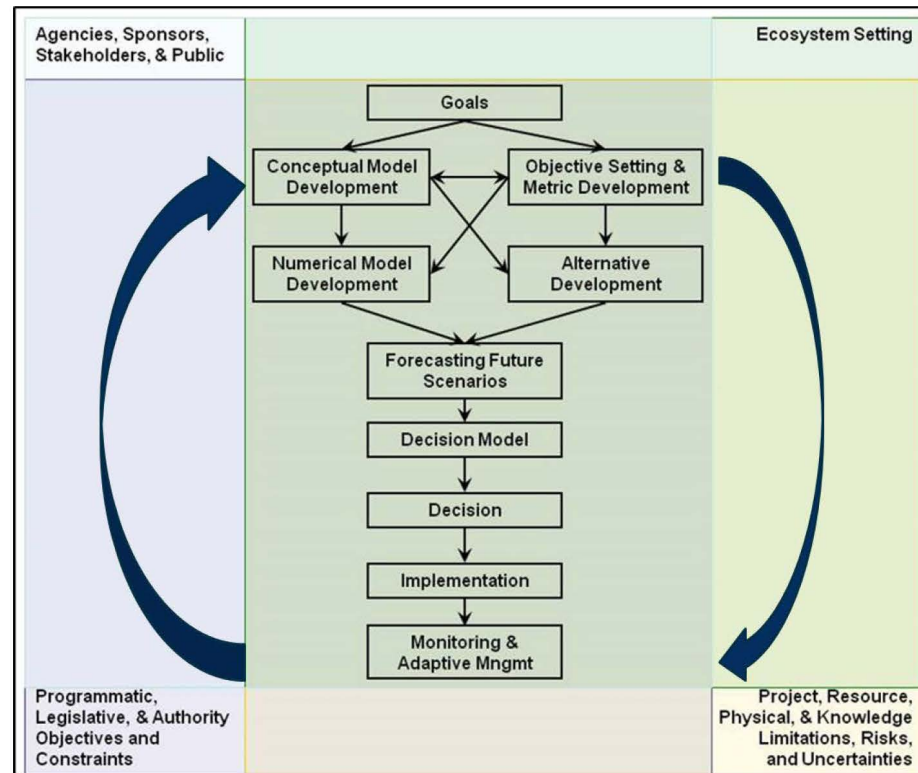 Agencies, Sponsors,
Stakeholders, & Public
Ecosystem Setting
Goals
Conceptual Model
Development
Objective Setting &
Metric Development
Numerical Model
Development
Alternative
Development
Forecasting Future
Scenarios
Decision Model
Decision
Implementation
Monitoring &
Adaptive Mngmt
Programmatic,
Legislative, & Authority
Objectives and
Constraints
Project, Resource,
Physical, & Knowledge
Limitations, Risks,
and Uncertainties